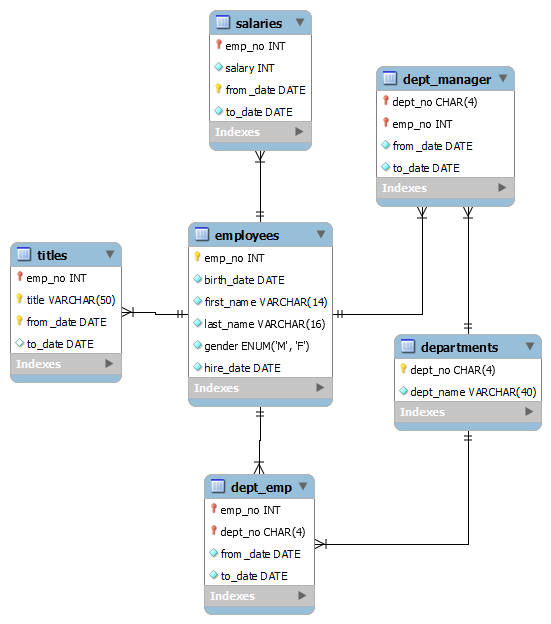 salaries
emp_no INT
salary INT
from_date DATE
to_date DATE
Indexes
dept_manager
dept_no CHAR(4)
emp_no INT
from_date DATE
to_date DATE
Indexes
employees
emp_no INT
birth_date DATE
first_name VARCHAR(14)
last_name VARCHAR(16)
gender ENUM('M', 'F')
hire_date DATE
Indexes
titles
emp_no INT
title VARCHAR(50)
from_date DATE
to_date DATE
Indexes
departments
dept_no CHAR(4)
dept_name VARCHAR(40)
Indexes
dept_emp
emp_no INT
dept_no CHAR(4)
from_date DATE
to_date DATE
Indexes